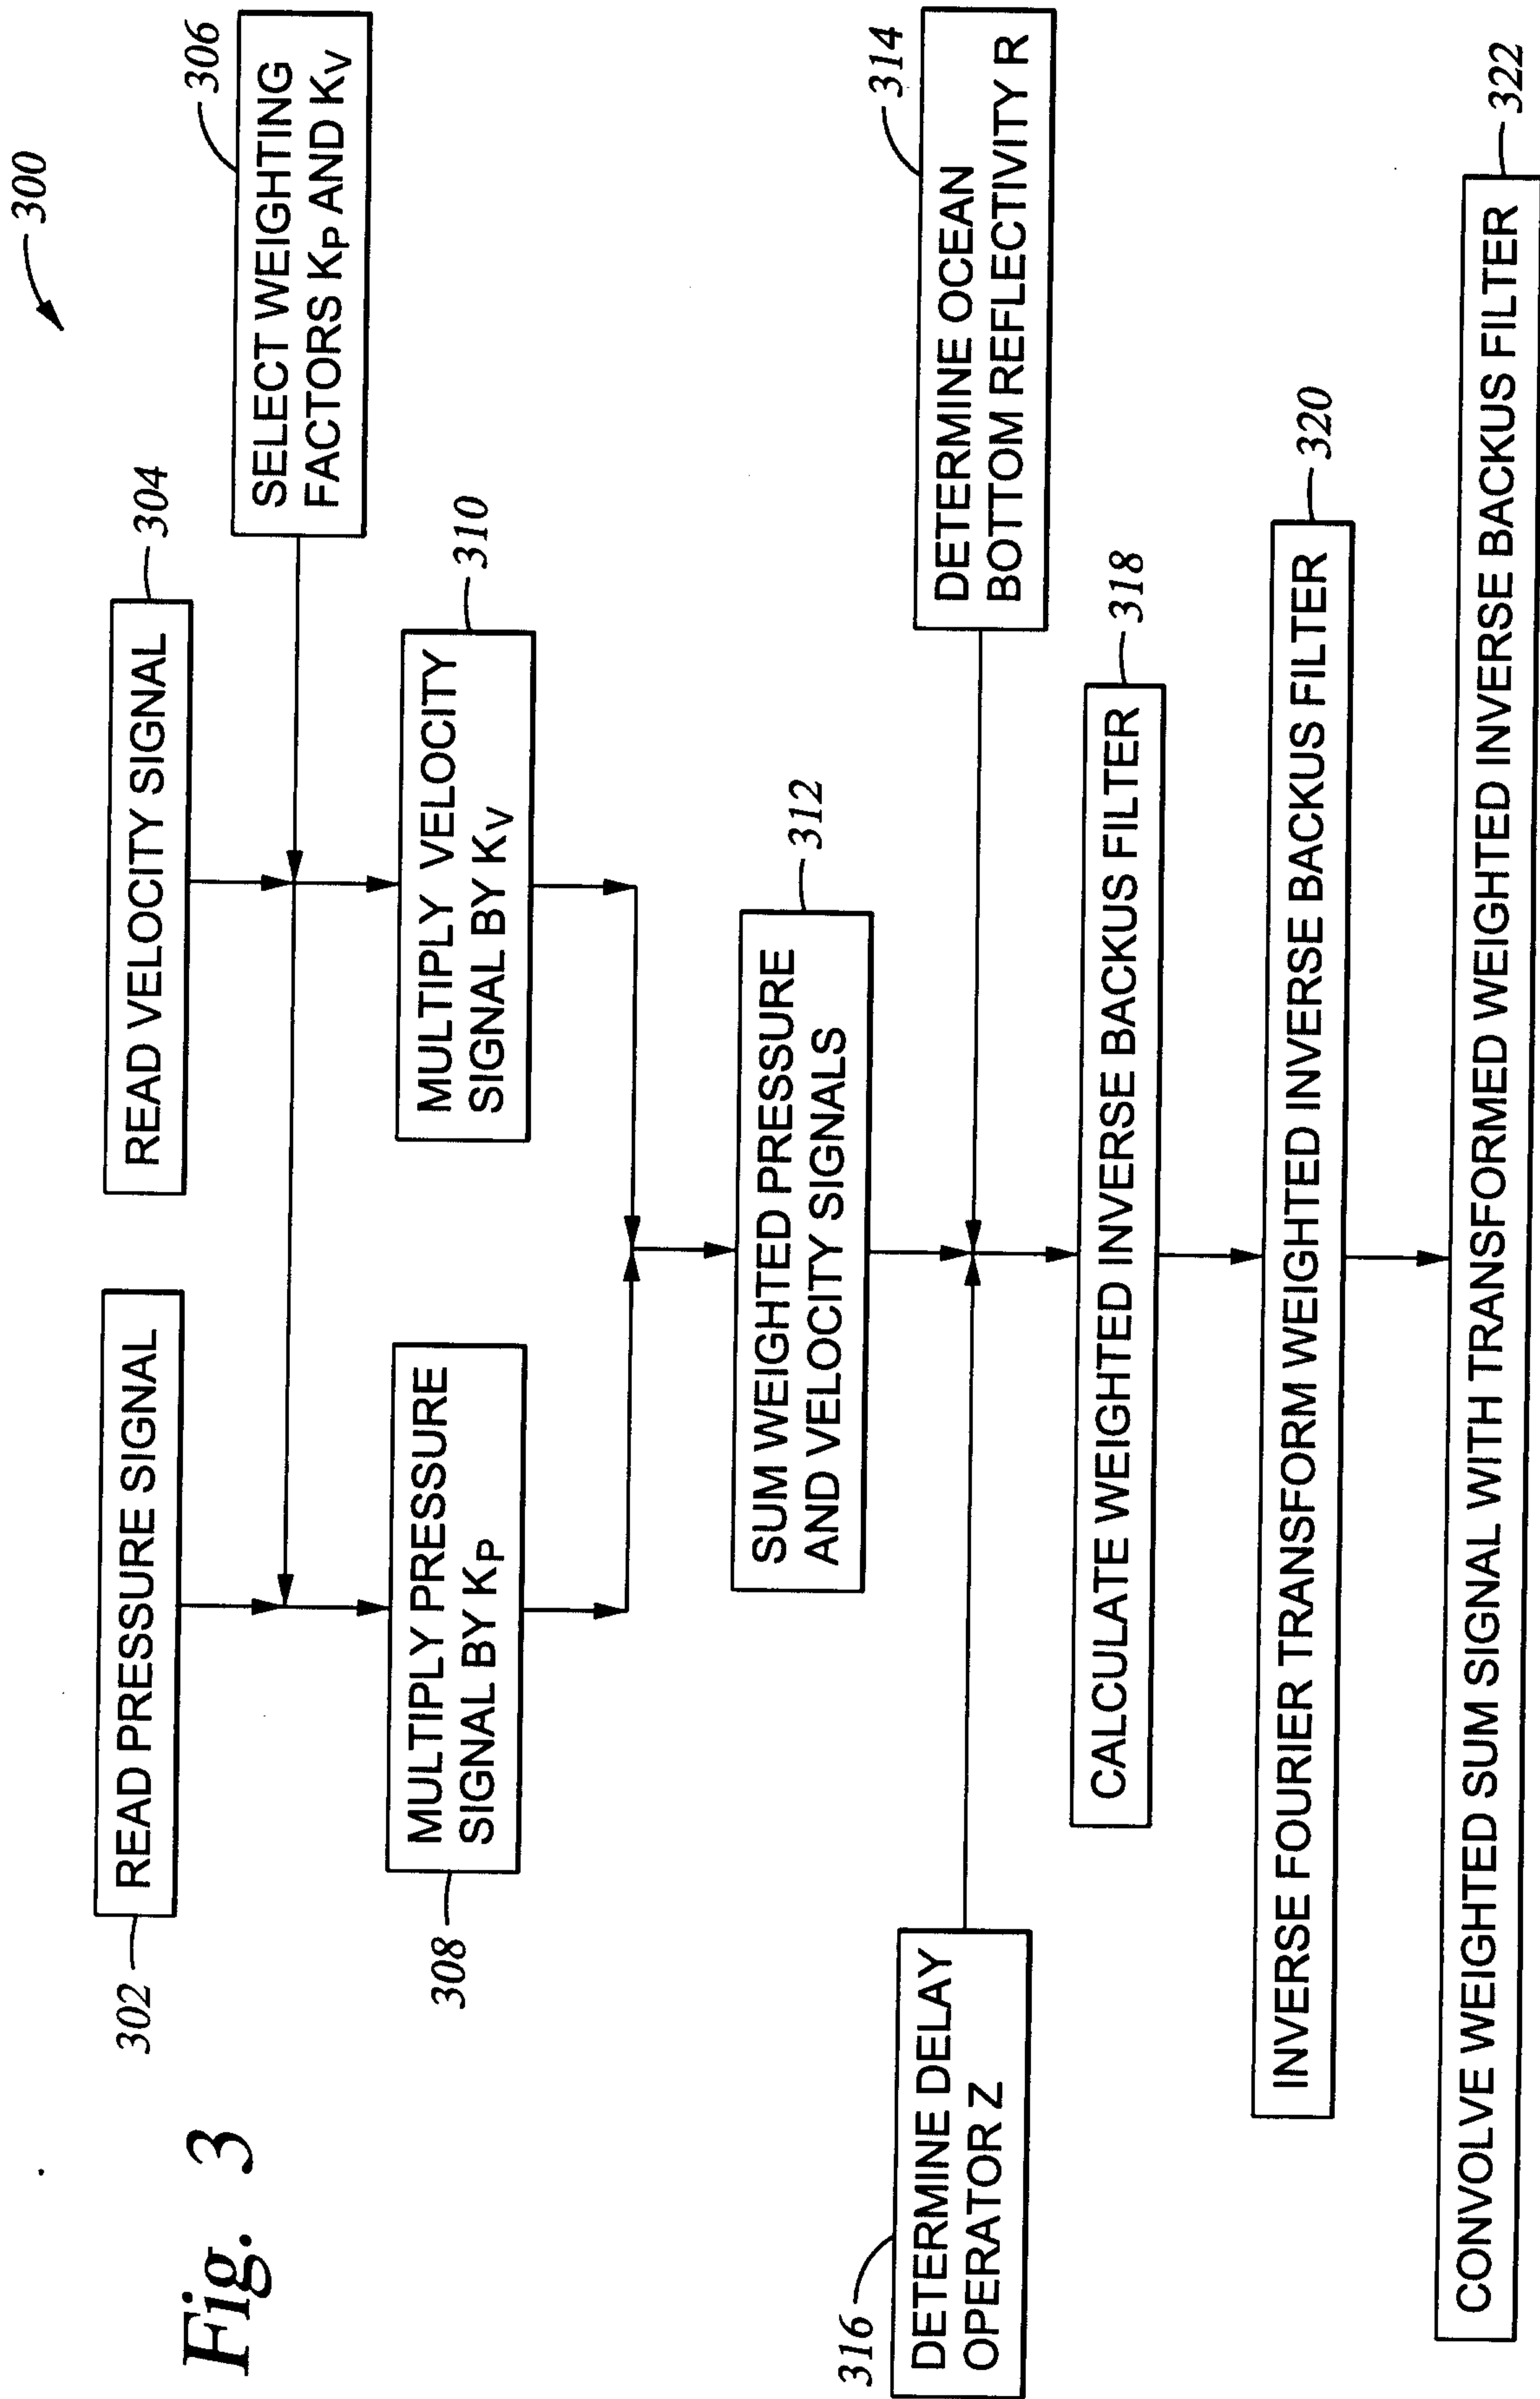 Fig. 3
300
302
READ PRESSURE SIGNAL
304
READ VELOCITY SIGNAL
306
SELECT WEIGHTING
FACTORS KP AND KV
308
MULTIPLY PRESSURE
SIGNAL BY KP
310
MULTIPLY VELOCITY
SIGNAL BY KV
312
SUM WEIGHTED PRESSURE
AND VELOCITY SIGNALS
316
DETERMINE DELAY
OPERATOR Z
314
DETERMINE OCEAN
BOTTOM REFLECTIVITY R
318
CALCULATE WEIGHTED INVERSE BACKUS FILTER
320
INVERSE FOURIER TRANSFORM WEIGHTED INVERSE BACKUS FILTER
322
CONVOLVE WEIGHTED SUM SIGNAL WITH TRANSFORMED WEIGHTED INVERSE BACKUS FILTER